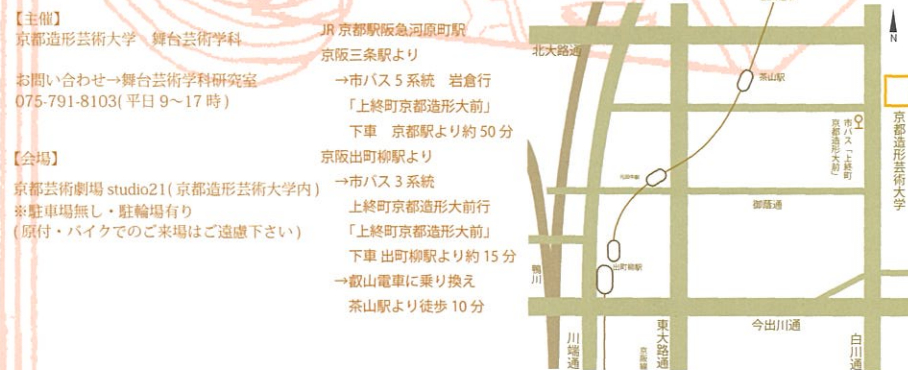 【主催】
京都造形芸術大学 舞台芸術学科
お問い合わせ→舞台芸術学科研究室
075-791-8103(平日9〜17時)
【会場】
京都芸術劇場 studio21(京都造形芸術大学内)
※駐車場無し・駐輪場有り
(原付・バイクでのご来場はご遠慮下さい)
JR京都駅阪急河原町駅
京阪三条駅より
→市バス5系統 岩倉行
「上終町京都造形大前」
下車 京都駅より約50分
京阪出町柳駅より
→市バス3系統
上終町京都造形大前行
「上終町京都造形大前」
下車 出町柳駅より約15分
→叡山電車に乗り換え
茶山駅より徒歩10分
N
北大路通
茶山駅
市バス「上終町
京都造形大前」
京都造形芸術大学
御蔭通
出町柳駅
鴨川
今出川通
川端通
東大路通
京阪線
白川通